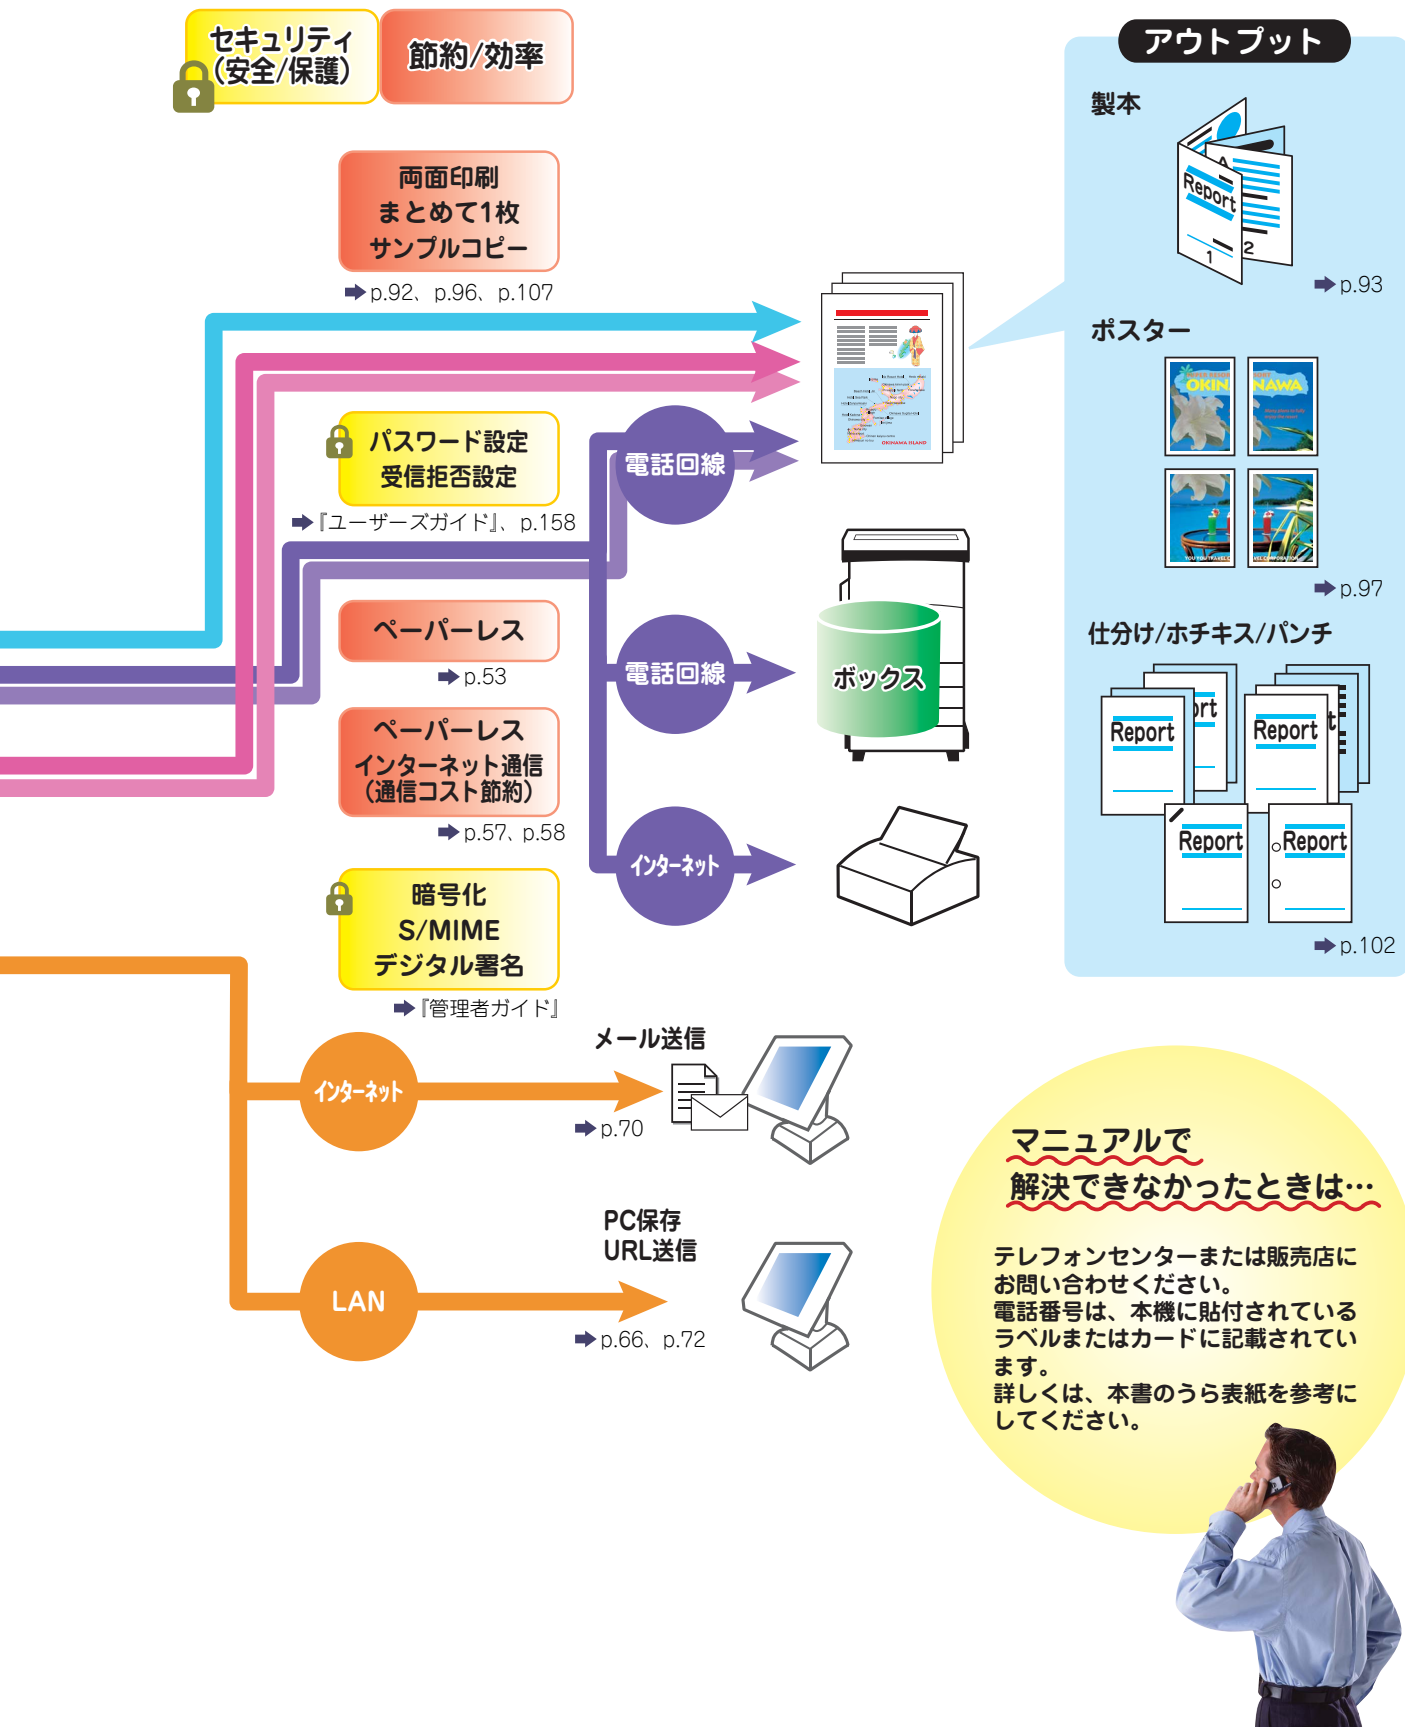 セキュリティ
(安全/保護)
節約/効率
両面印刷
まとめて1枚
サンプルコピー
➡p.92、p.96、p.107
パスワード設定
受信拒否設定
➡『ユーザーズガイド』、p.158
電話回線
ペーパーレス
➡p.53
電話回線
ボックス
ペーパーレス
インターネット通信
(通信コスト節約)
➡p.57、p.58
インターネット
暗号化
S/MIME
デジタル署名
➡『管理者ガイド』
インターネット
メール送信
➡p.70
LAN
PC保存
URL送信
➡p.66、p.72
OKINAWA ISLAND
アウトプット
製本
Report
A
1
2
➡p.93
ポスター
OKIN
NAWA
➡p.97
仕分け/ホチキス/パンチ
Report
ort
Report
t
Report
Report
➡p.102
マニュアルで
解決できなかったときは…
テレフォンセンターまたは販売店に
お問い合わせください。
電話番号は、本機に貼付されている
ラベルまたはカードに記載されてい
ます。
詳しくは、本書のうら表紙を参考に
してください。